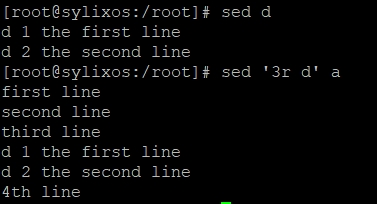 [root@sylixos:/root]# sed d
d 1 the first line
d 2 the second line
[root@sylixos:/root]# sed '3r d' a
first line
second line
third line
d 1 the first line
d 2 the second line
4th line